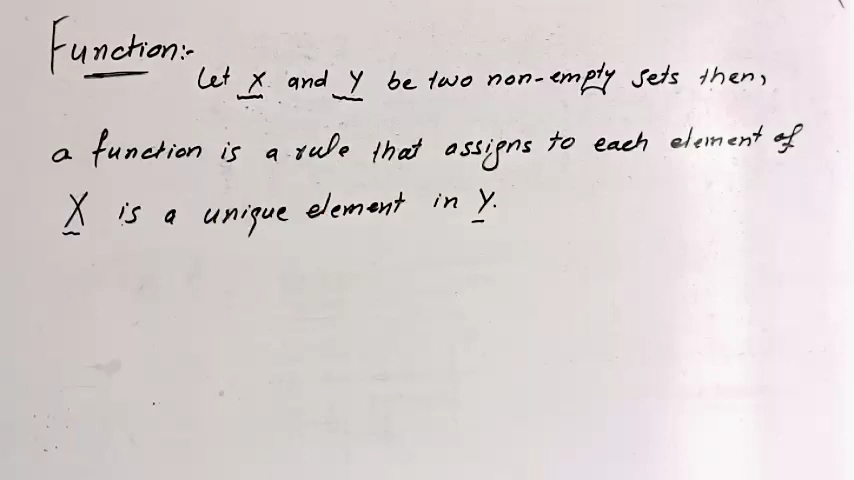 Function:-
Let X and Y be two non-empty sets then,
a function is a rule that assigns to each element of
X is a unique element in Y.